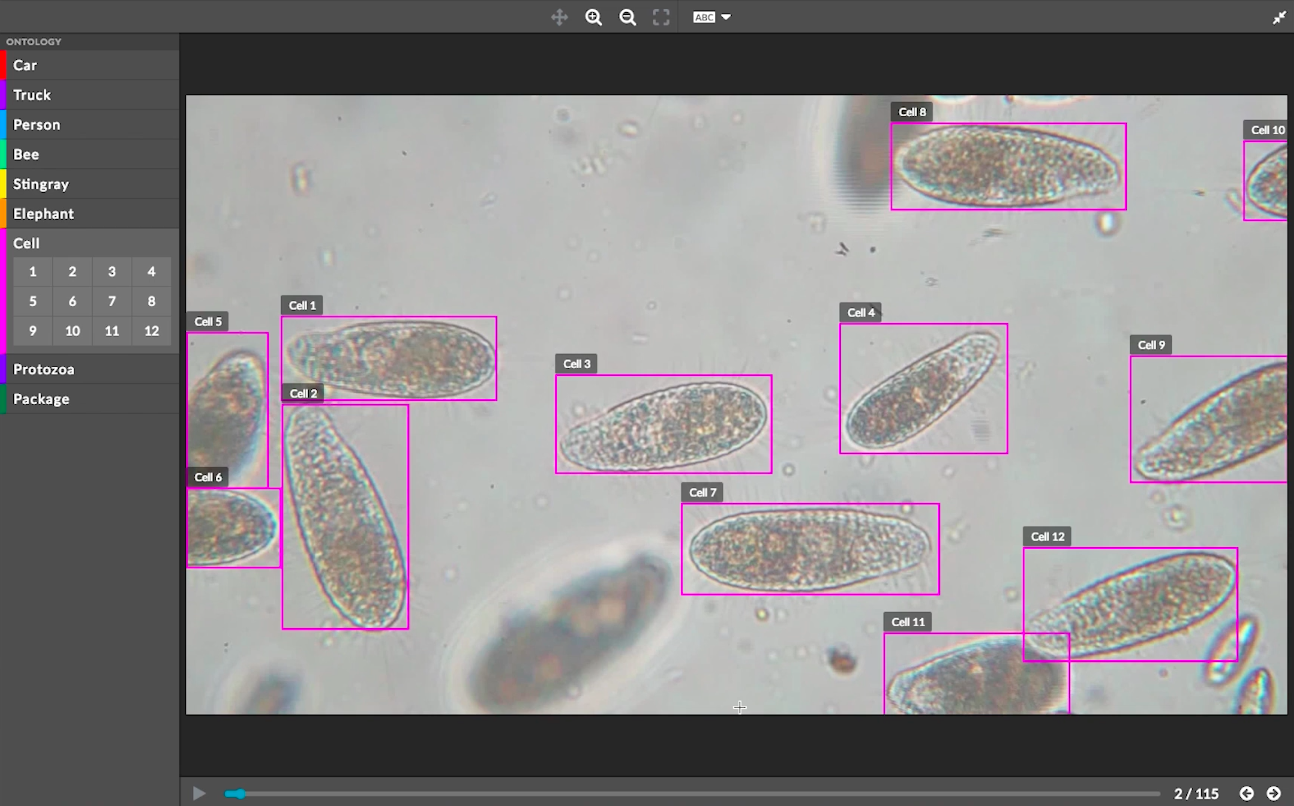 ABC
ONTOLOGY
Car
Truck
Person
Bee
Stingray
Elephant
Cell
1 2 3 4
5 6 7 8
9 10 11 12
Protozoa
Package
Cell 8
Cell 10
Cell 1
Cell 4
Cell 5
Cell 9
Cell 3
Cell 2
Cell 6
Cell 7
Cell 12
Cell 11
2 / 115